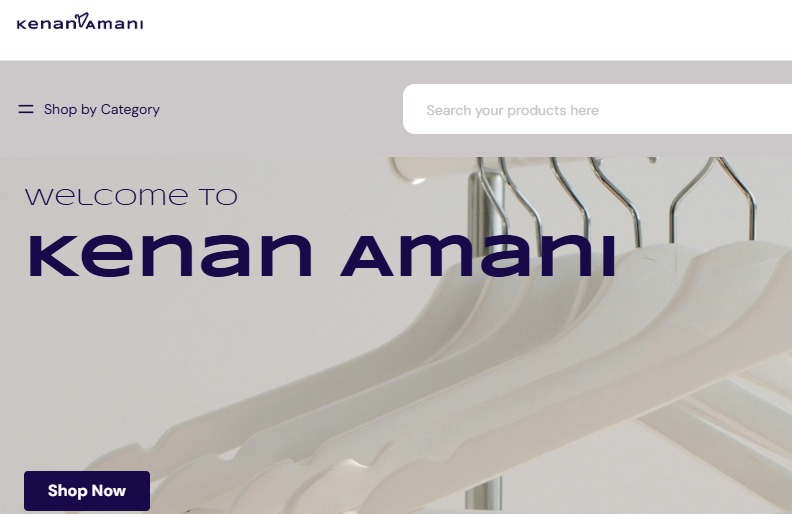 Kenan Amani
Shop by Category
Search your products here
Welcome to
Kenan Amani
Shop Now